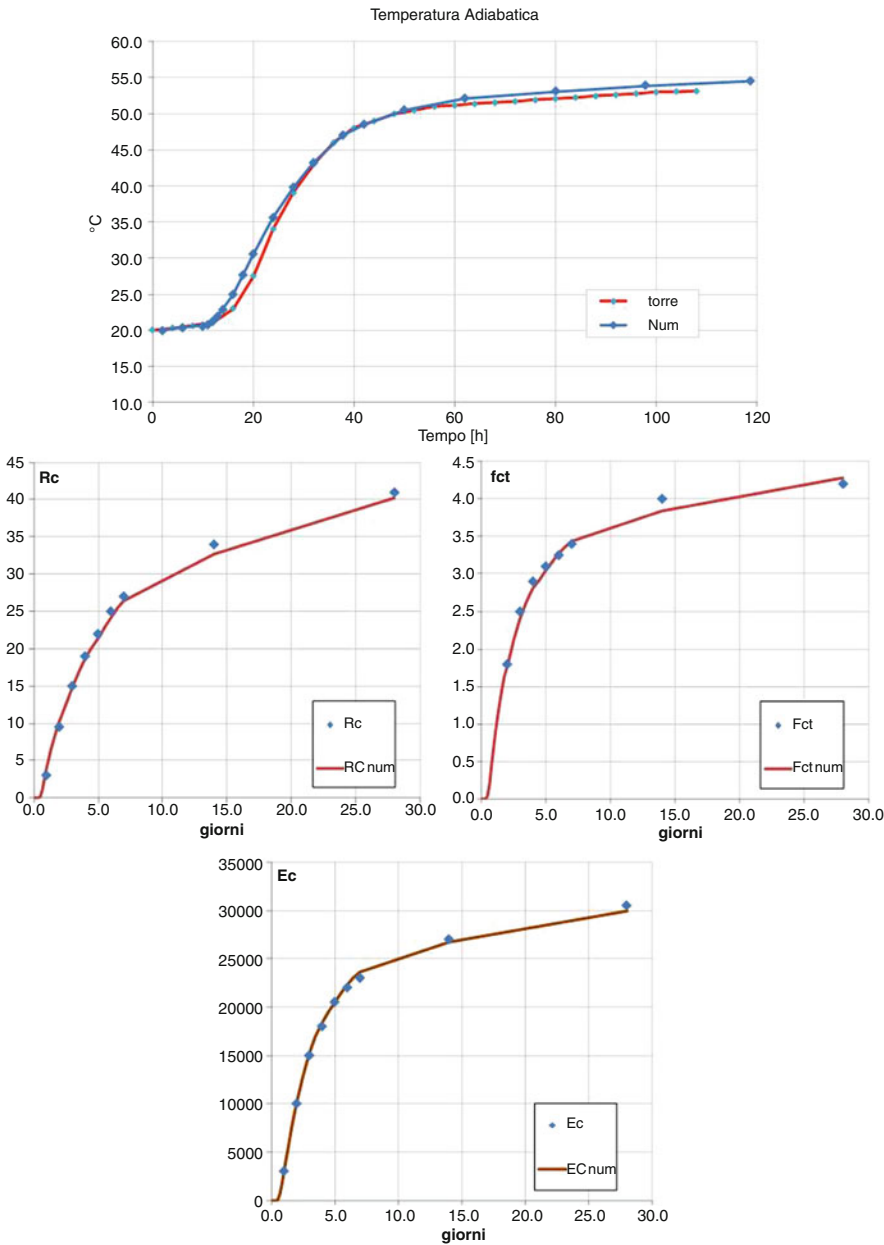 Temperatura Adiabatica
60.0
55.0
50.0
45.0
40.0
35.0
30.0
25.0
20.0
15.0
10.0
°C
torre
Num
0 20 40 60 80 100 120
Tempo [h]
Rc
45
40
35
30
25
20
15
10
5
0
Rc
RC num
0.0 5.0 10.0 15.0 20.0 25.0 30.0
giorni
fct
4.5
4.0
3.5
3.0
2.5
2.0
1.5
1.0
0.5
0.0
Fct
Fct num
0.0 5.0 10.0 15.0 20.0 25.0 30.0
giorni
Ec
35000
30000
25000
20000
15000
10000
5000
0
Ec
EC num
0.0 5.0 10.0 15.0 20.0 25.0 30.0
giorni